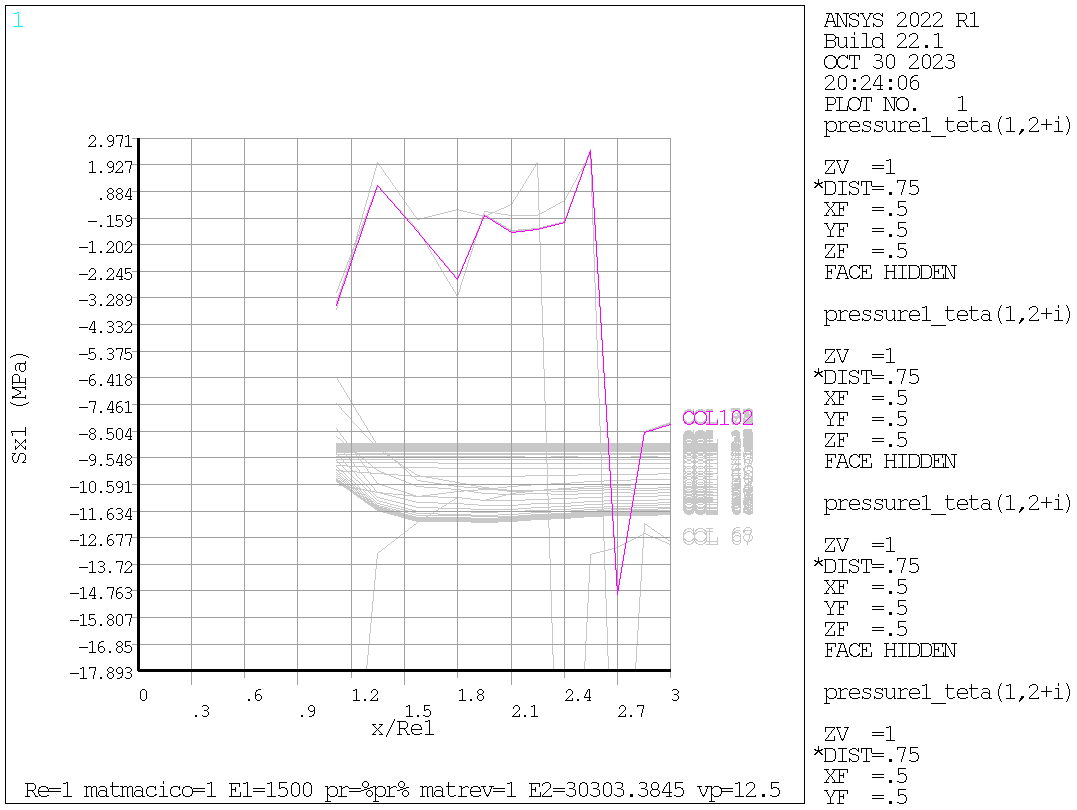 1
ANSYS 2022 R1
Build 22.1
OCT 30 2023
20:24:06
PLOT NO.   1
pressure1_teta(1,2+i)
ZV  =1
*DIST=.75
XF  =.5
YF  =.5
ZF  =.5
FACE HIDDEN
pressure1_teta(1,2+i)
ZV  =1
*DIST=.75
XF  =.5
YF  =.5
ZF  =.5
FACE HIDDEN
pressure1_teta(1,2+i)
ZV  =1
*DIST=.75
XF  =.5
YF  =.5
ZF  =.5
FACE HIDDEN
pressure1_teta(1,2+i)
ZV  =1
*DIST=.75
XF  =.5
YF  =.5
2.971
1.927
.884
-.159
-1.202
-2.245
-3.289
-4.332
-5.375
-6.418
-7.461
-8.504
-9.548
-10.591
-11.634
-12.677
-13.72
-14.763
-15.807
-16.85
-17.893
Sx1 (MPa)
COL102
COL
0 .6 1.2 1.8 2.4 3
.3 .9 1.5 2.1 2.7
x/Re1
Re=1 matmacico=1 E1=1500 pr=%pr% matrev=1 E2=30303.3845 vp=12.5